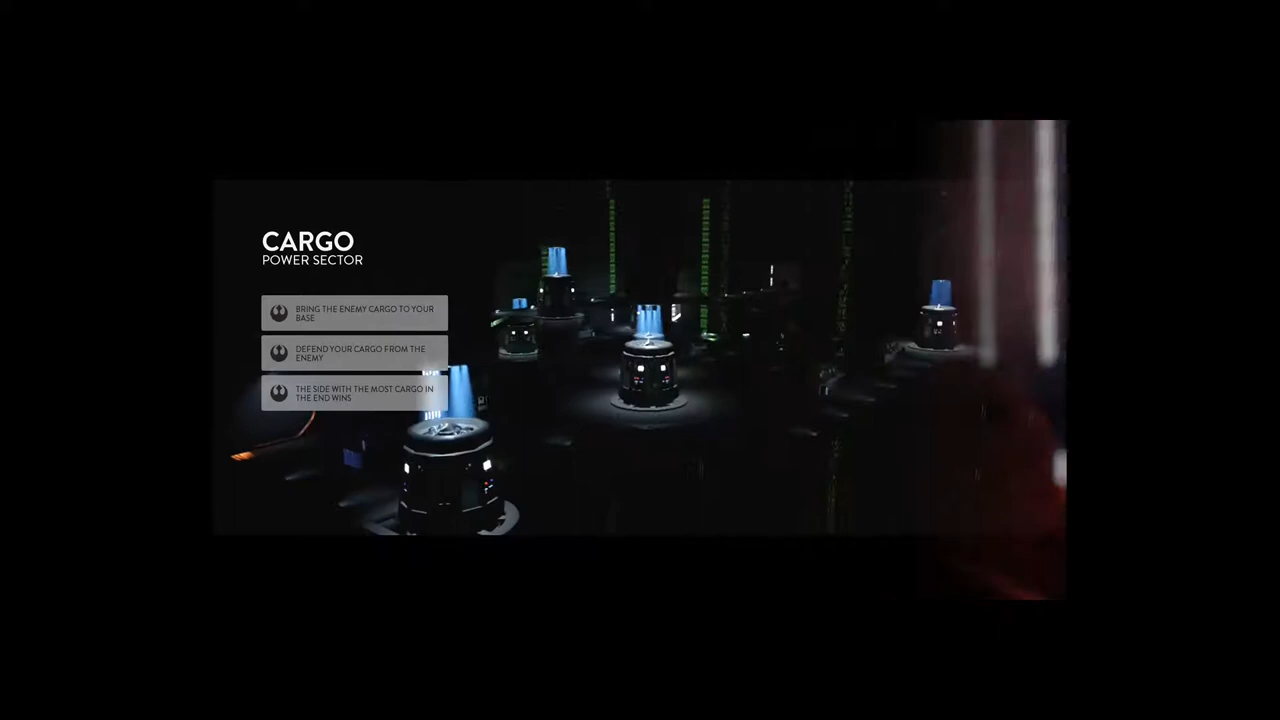 CARGO
POWER SECTOR
BRING THE ENEMY CARGO TO YOUR
BASE
DEFEND YOUR CARGO FROM THE
ENEMY
THE SIDE WITH THE MOST CARGO IN
THE END WINS